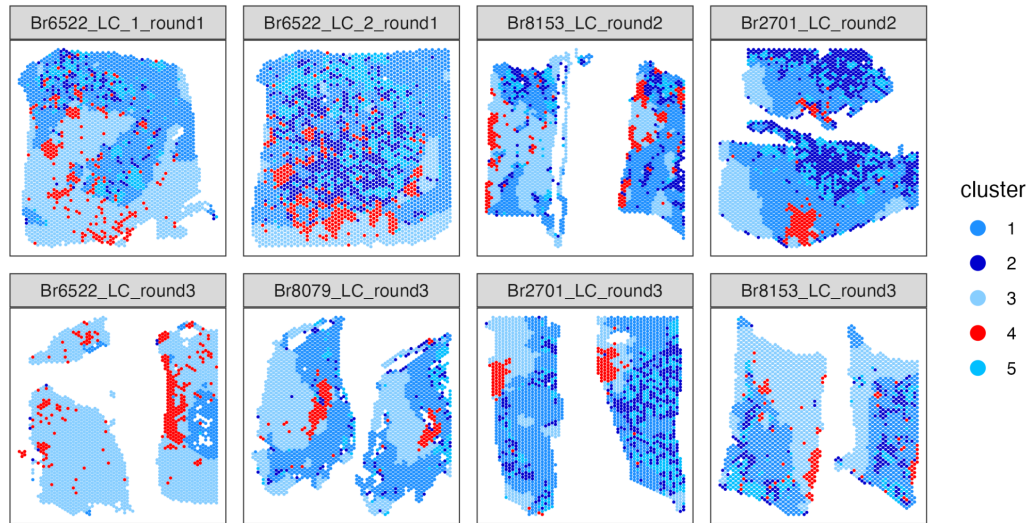 Br6522_LC_1_round1
Br6522_LC_2_round1
Br8153_LC_round2
Br2701_LC_round2
Br6522_LC_round3
Br8079_LC_round3
Br2701_LC_round3
Br8153_LC_round3
cluster
1
2
3
4
5